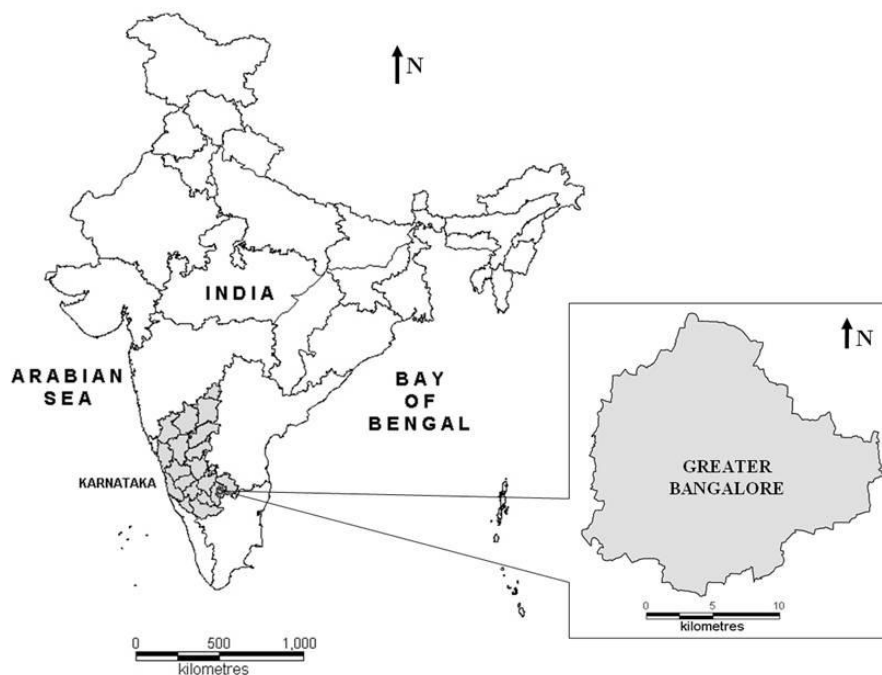 N
INDIA
ARABIAN
SEA
BAY
OF
BENGAL
KARNATAKA
0 500 1,000
kilometres
N
GREATER
BANGALORE
0 5 10
kilometres